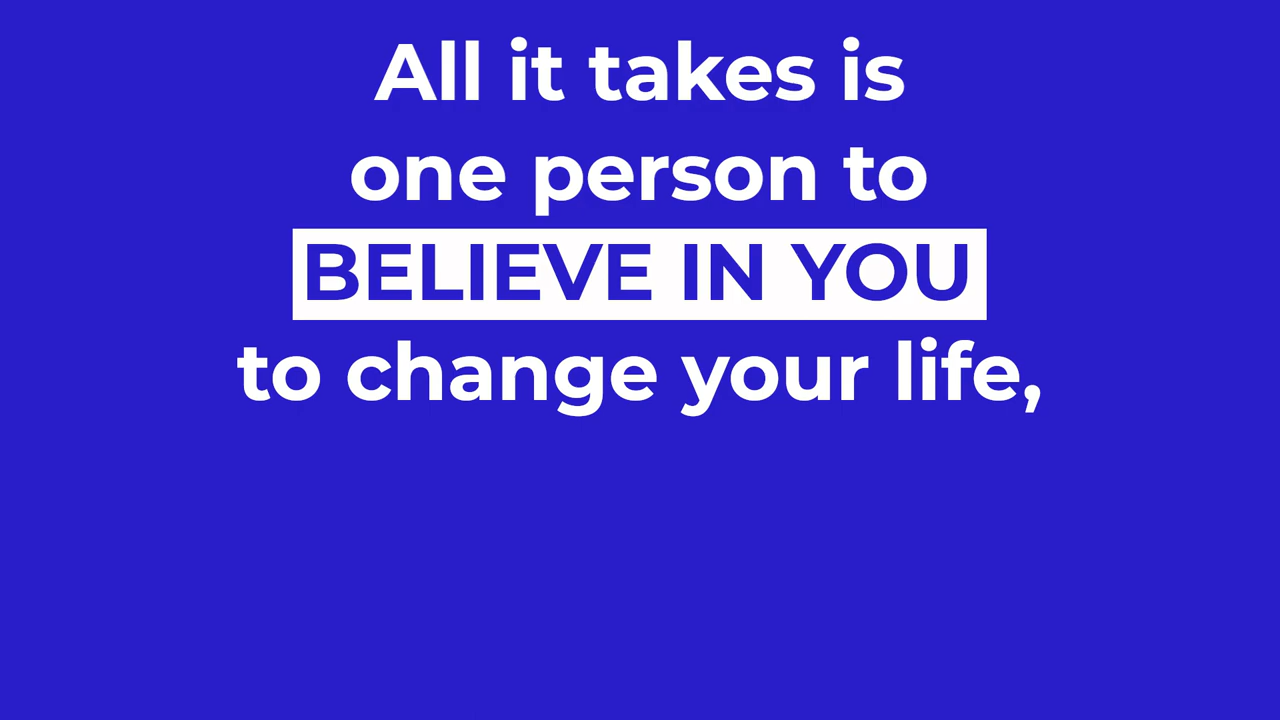 All it takes is
one person to
BELIEVE IN YOU
to change your life,